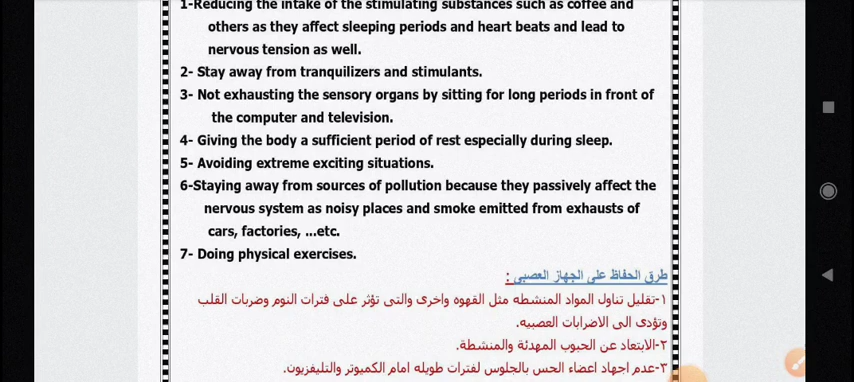 1-Reducing the intake of the stimulating substances such as coffee and
others as they affect sleeping periods and heart beats and lead to
nervous tension as well.
2- Stay away from tranquilizers and stimulants.
3- Not exhausting the sensory organs by sitting for long periods in front of
the computer and television.
4- Giving the body a sufficient period of rest especially during sleep.
5- Avoiding extreme exciting situations.
6-Staying away from sources of pollution because they passively affect the
nervous system as noisy places and smoke emitted from exhausts of
cars, factories, ...etc.
7- Doing physical exercises.
طرق الحفاظ على الجهاز العصبى :
١-تقليل تناول المواد المنشطه مثل القهوه واخرى والتى تؤثر على فترات النوم وضربات القلب
وتؤدى الى الاضرابات العصبيه.
٢-الابتعاد عن الحبوب المهدئة والمنشطة.
٣-عدم اجهاد اعضاء الحس بالجلوس لفترات طويله امام الكمبيوتر والتليفزيون.